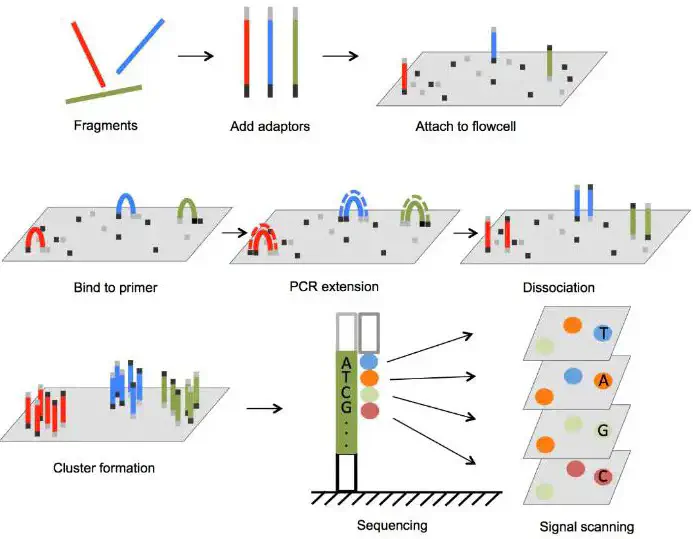 Fragments
Add adaptors
Attach to flowcell
Bind to primer
PCR extension
Dissociation
A
T
C
G
.
.
.
T
A
G
C
Cluster formation
Sequencing
Signal scanning